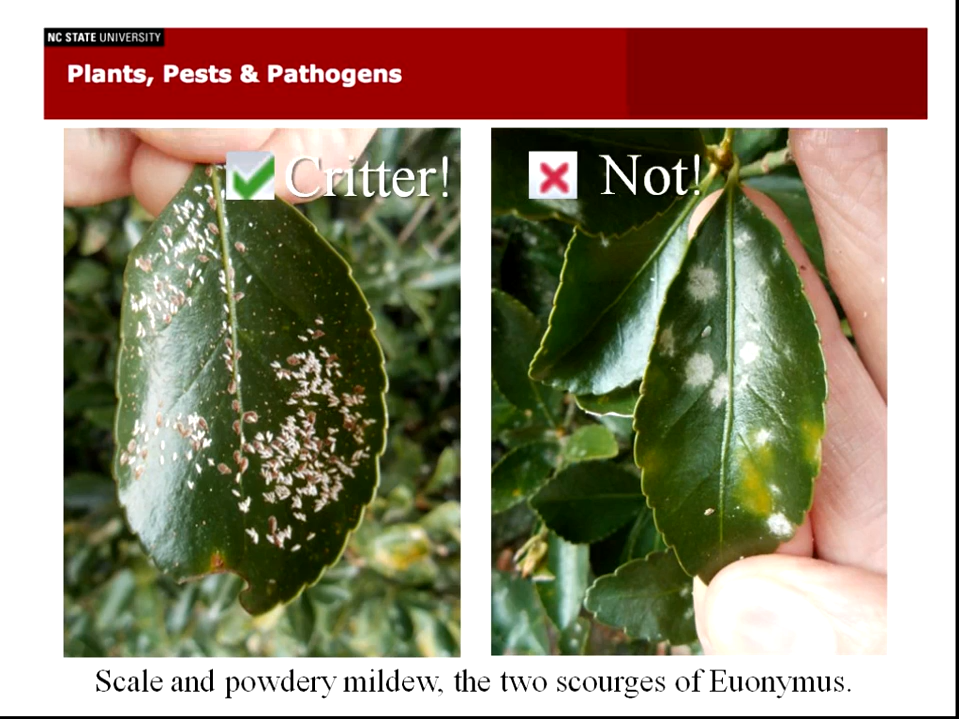 NC STATE UNIVERSITY
Plants, Pests & Pathogens
Critter!
Not!
Scale and powdery mildew, the two scourges of Euonymus.